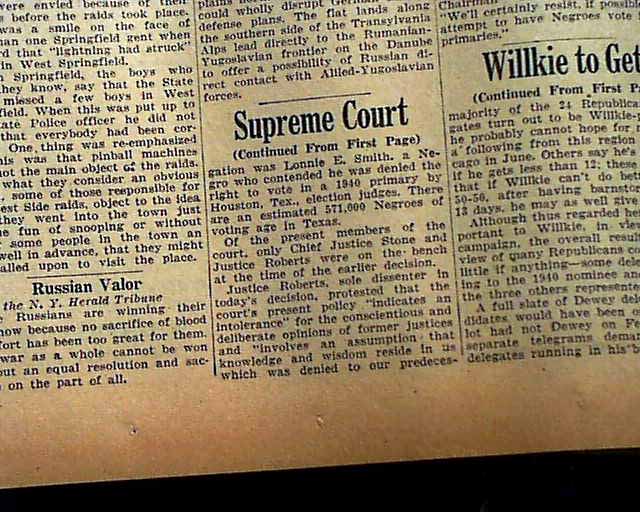 were envied because of their
before the raids took place.
was a smile on the face of
an one Springfield gent when
d that lightning had struck"
in West Springfield.
Springfield, the boys who
they know, say that the State
missed a few boys in West
field. When this was put up to
ate Police officer he did not
that everybody had been cor-
One thing was re-emphasized
his was that pinball machines
not the main object of the raids.
what they consider an obvious
, some of those responsible for
est Side raids, object to the idea
they went into the town just
e fun of snooping or without
some people in the town an
well in advance, that they might
alled upon to visit the place.
Russian Valor
the N. Y. Herald Tribune
Russians are winning their
now because no sacrifice of blood
fort has been too great for them.
war as a whole cannot be won
out an equal resolution and sac-
on the part of all.
could wholly disrupt German
defense plans. The flat lands along
the southern side of the Transylvania
Alps lead directly to the Rumanian-
Yugoslavian frontier on the Danube
to offer a possibility of Russian di-
rect contact with Allied-Yugoslavian
forces.
Supreme Court
(Continued From First Page)
gation was Lonnie E. Smith, a Ne-
gro who contended he was denied the
right to vote in a 1940 primary by
Houston, Tex., election judges. There
are an estimated 571,000 Negroes of
voting age in Texas.
Of the present members of the
court, only Chief Justice Stone and
Justice Roberts were on the bench
at the time of the earlier decision.
Justice Roberts, sole dissenter in
today's decision, protested that the
court's present policy "indicates an
intolerance" for the conscientious and
deliberate opinions of former justices
and "involves an assumption that
knowledge and wisdom reside in us
which was denied to our predeces-
Chairman
"We'll certainly resist, if possible
attempt to have Negroes vote
primaries."
Willkie to Get
(Continued From First Pa
majority of the 24 Republica
gates turn out to be Willkie-p
he probably cannot hope for
a following from this region
cago in June. Others say he's
if he gets less than 12; these
that if Willkie can't do bett
50-50, after having barnsto
13 days, he may as well give
Although thus regarded he
portant to Willkie, in view
campaign, the overall resul
view of many Republicans
little if anything—some dele
ing to the 1940 nominee an
the three others represente
A full slate of Dewey del
didates would have been o
lot had not Dewey on Fr
separate telegrams deman
delegates running in his b